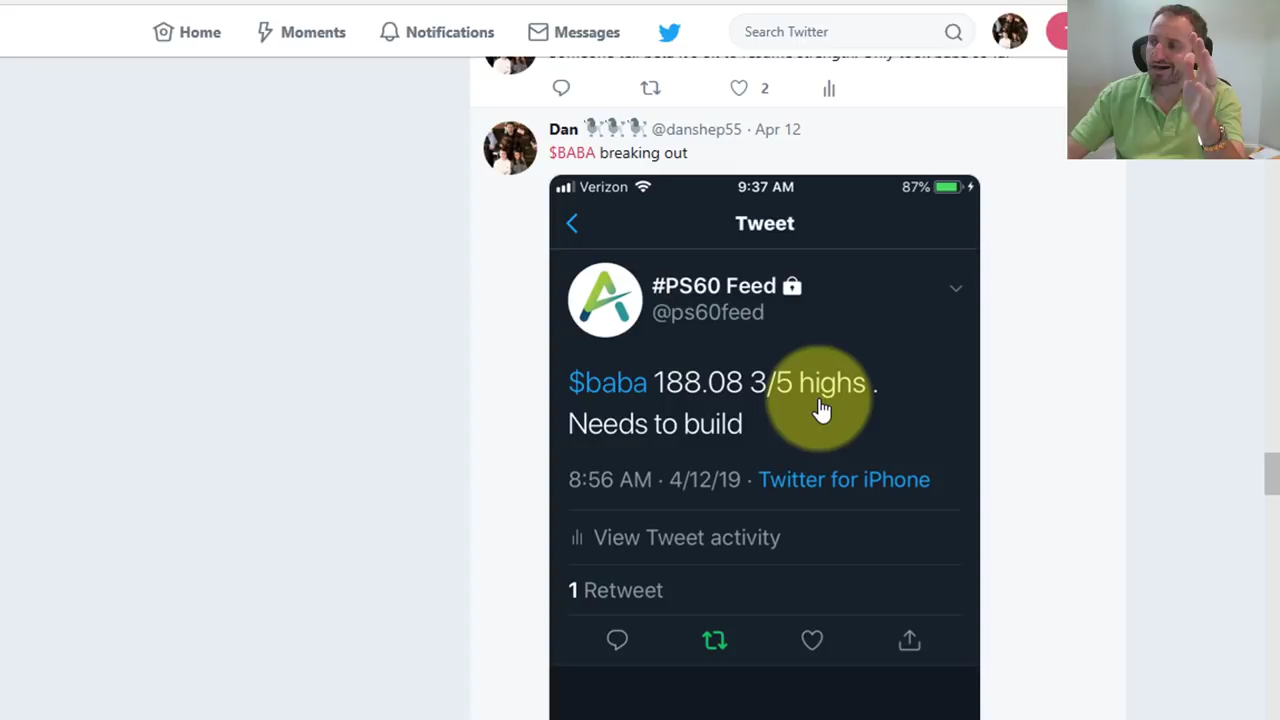 Home
Moments
Notifications
Messages
Search Twitter
2
Dan @danshep55 · Apr 12
$BABA breaking out
Verizon
9:37 AM
87%
Tweet
#PS60 Feed
@ps60feed
$baba 188.08 3/5 highs .
Needs to build
8:56 AM · 4/12/19 · Twitter for iPhone
View Tweet activity
1 Retweet